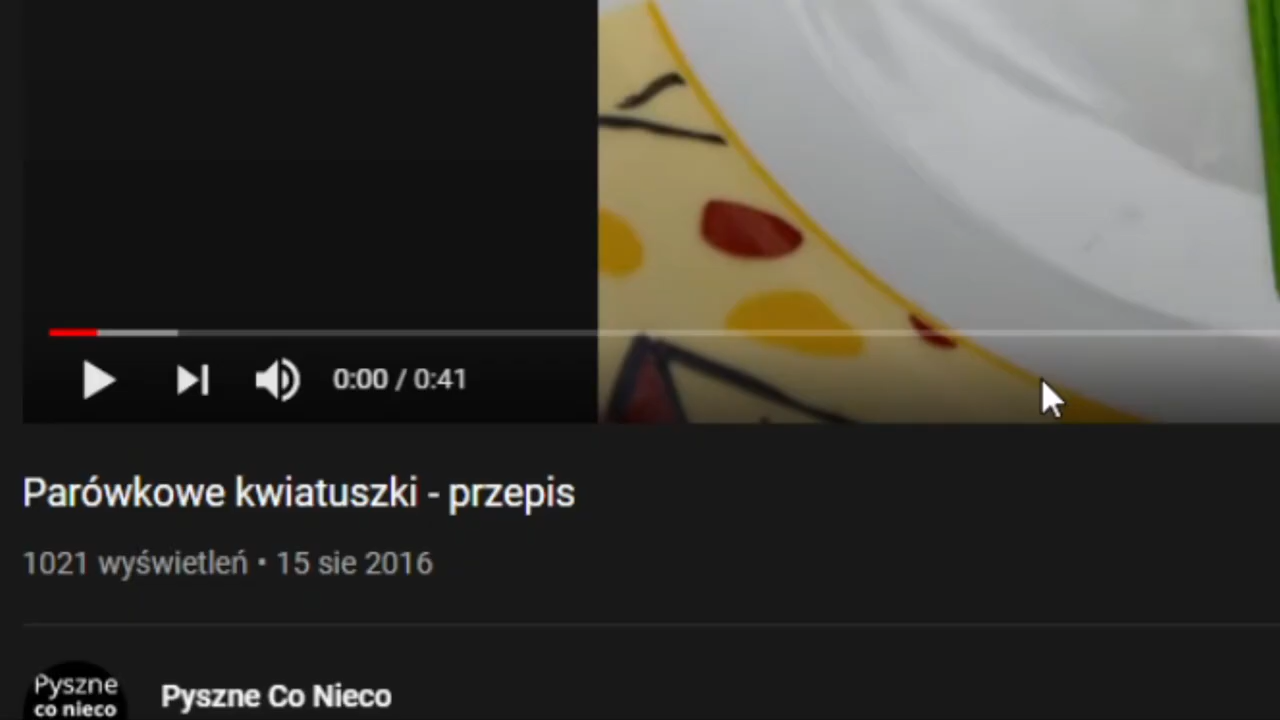 0:00 / 0:41
Parówkowe kwiatuszki - przepis
1021 wyświetleń • 15 sie 2016
Pyszne
co nieco
Pyszne Co Nieco